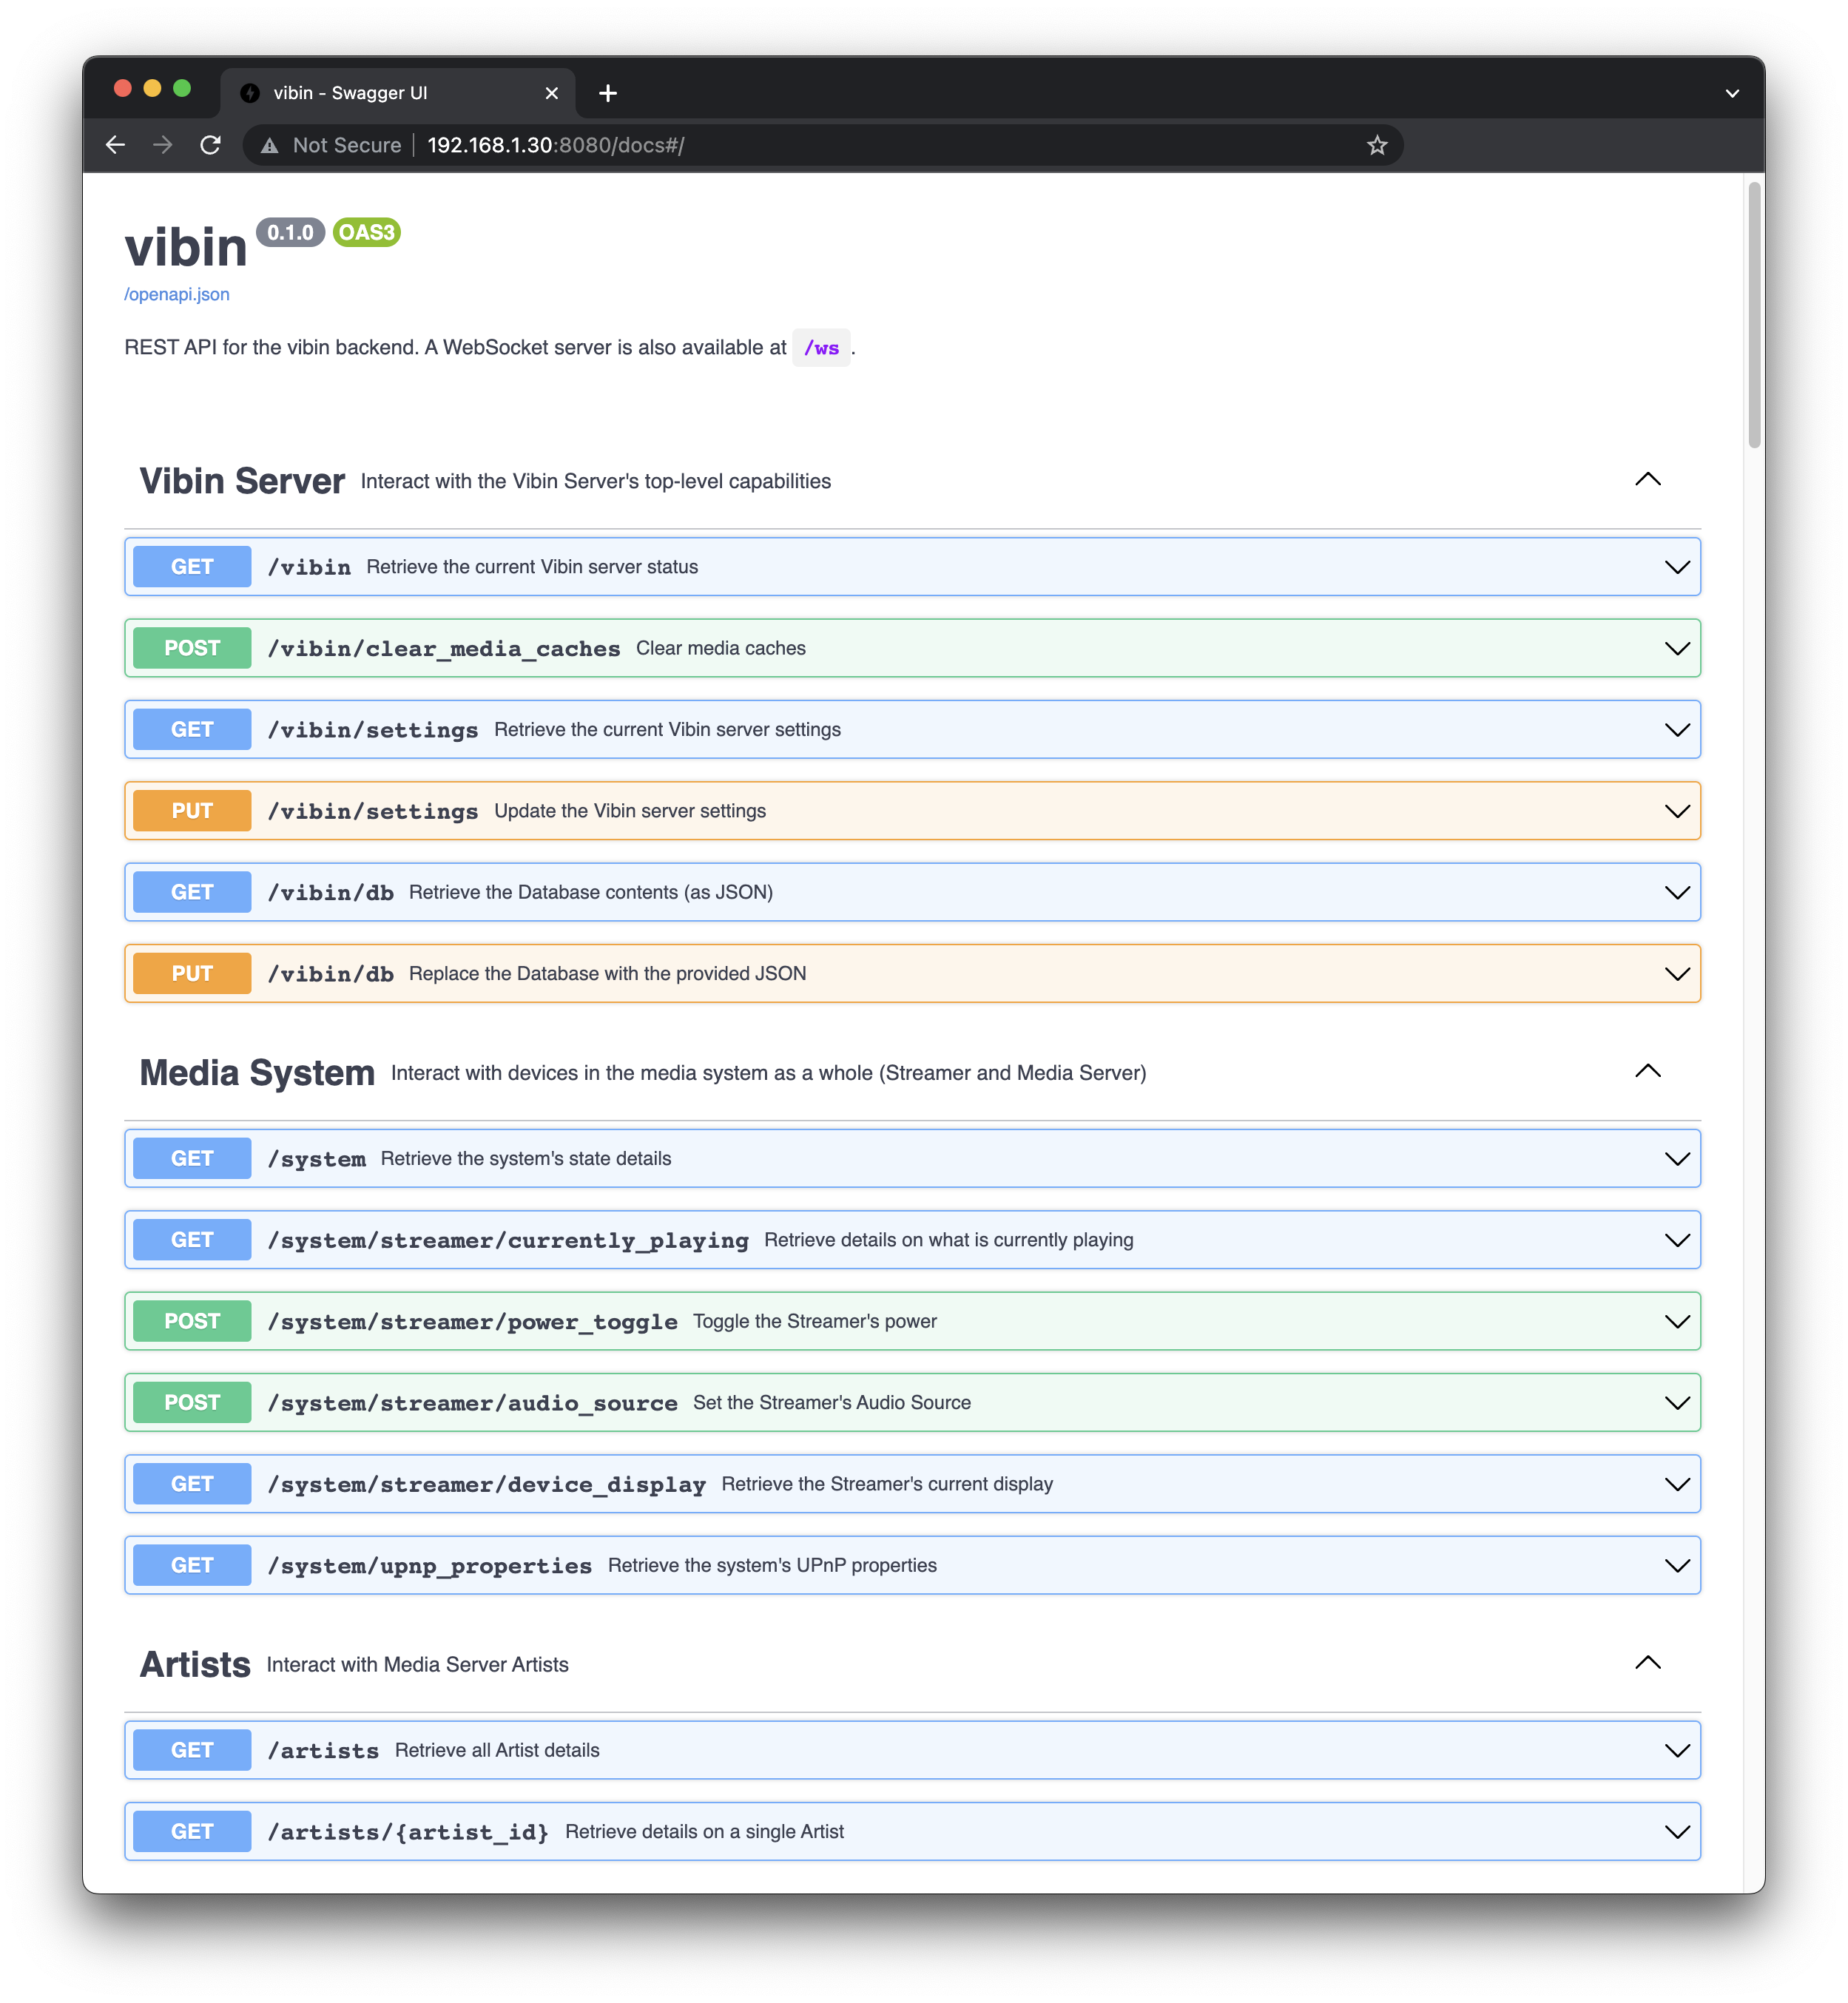 vibin - Swagger UI
Not Secure 192.168.1.30:8080/docs#/
vibin 0.1.0 OAS3
/openapi.json
REST API for the vibin backend. A WebSocket server is also available at /ws.
Vibin Server Interact with the Vibin Server's top-level capabilities
GET /vibin Retrieve the current Vibin server status
POST /vibin/clear_media_caches Clear media caches
GET /vibin/settings Retrieve the current Vibin server settings
PUT /vibin/settings Update the Vibin server settings
GET /vibin/db Retrieve the Database contents (as JSON)
PUT /vibin/db Replace the Database with the provided JSON
Media System Interact with devices in the media system as a whole (Streamer and Media Server)
GET /system Retrieve the system's state details
GET /system/streamer/currently_playing Retrieve details on what is currently playing
POST /system/streamer/power_toggle Toggle the Streamer's power
POST /system/streamer/audio_source Set the Streamer's Audio Source
GET /system/streamer/device_display Retrieve the Streamer's current display
GET /system/upnp_properties Retrieve the system's UPnP properties
Artists Interact with Media Server Artists
GET /artists Retrieve all Artist details
GET /artists/{artist_id} Retrieve details on a single Artist